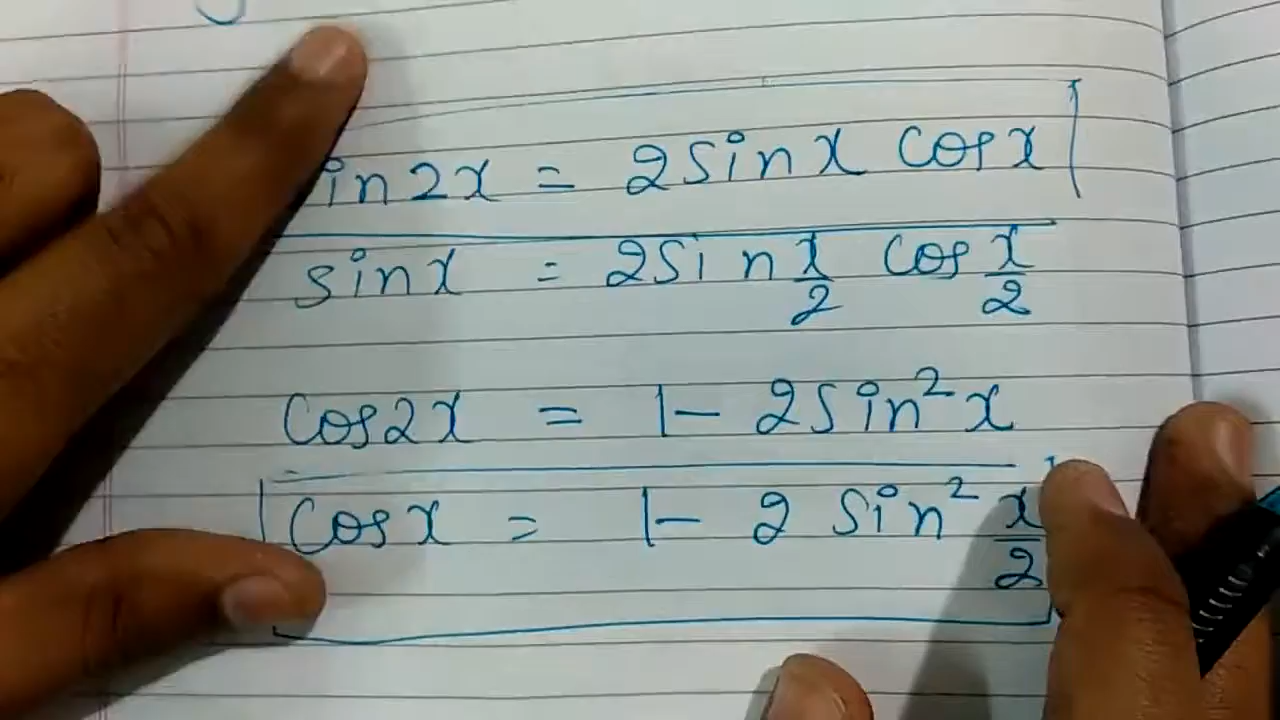 in2x = 2sinx cosx
sinx = 2sin x/2 cos x/2
cos2x = 1 - 2sin²x
cosx = 1 - 2 sin² x/2